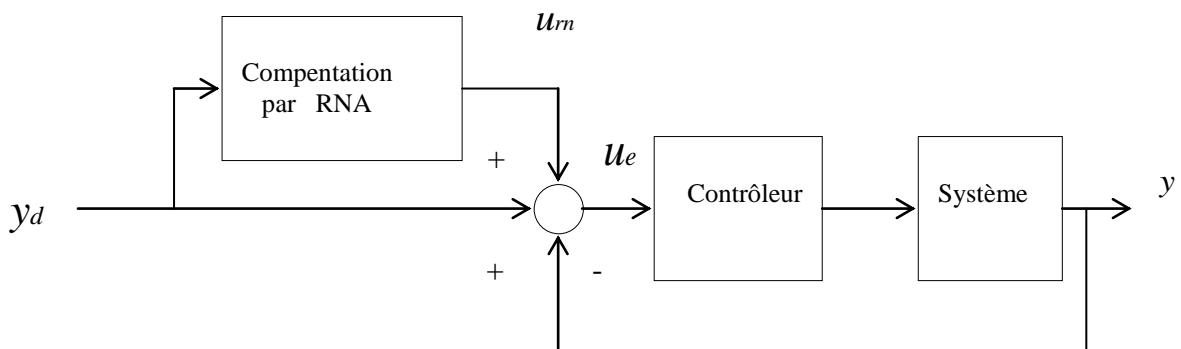 u_rn
Compentation
par RNA
+
u_e
Contrôleur
Système
y
y_d
+
-